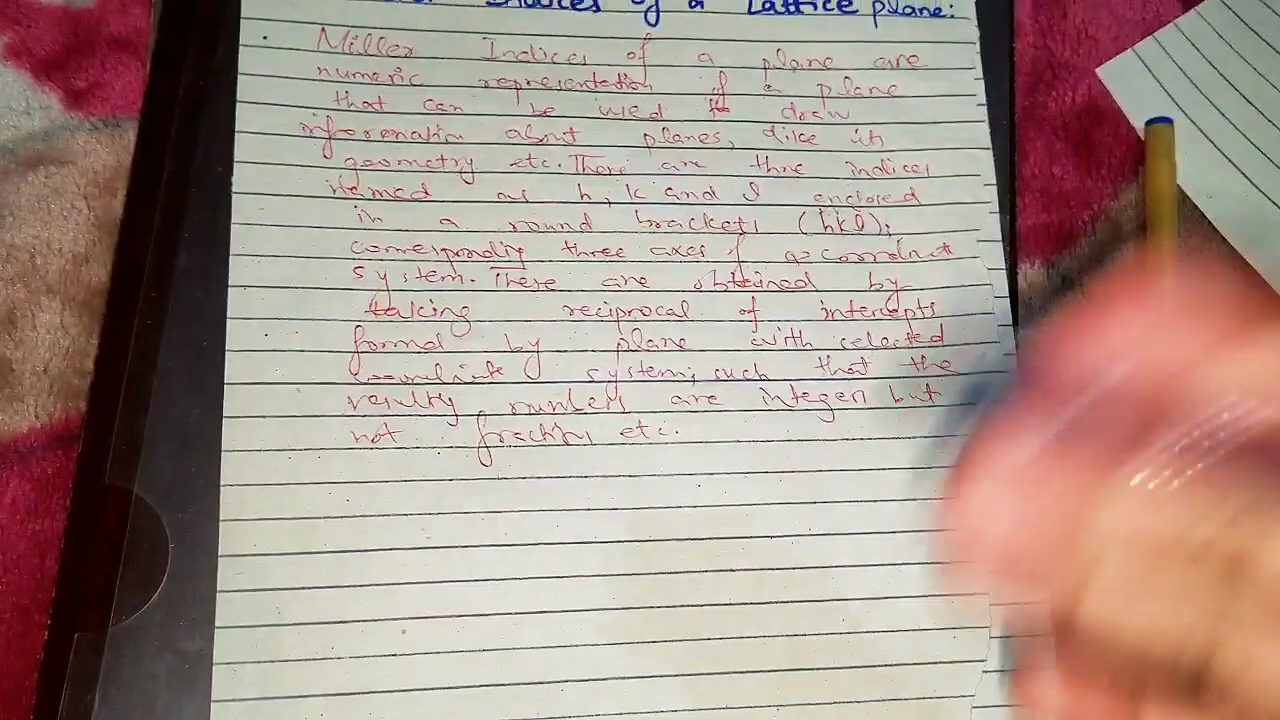 Indices of a Lattice plane:
. Miller Indices of a plane are
numeric representation of a plane
that can be used to draw
information about planes, like its
geometry etc. There are three indices
named as h, k and l enclosed
in a round brackets (hkl);
corresponding three axes of a coordinate
system. These are obtained by
taking reciprocal of intercepts
formed by plane with selected
coordinate system; such that the
resulty numbers are integers but
not fractions etc.